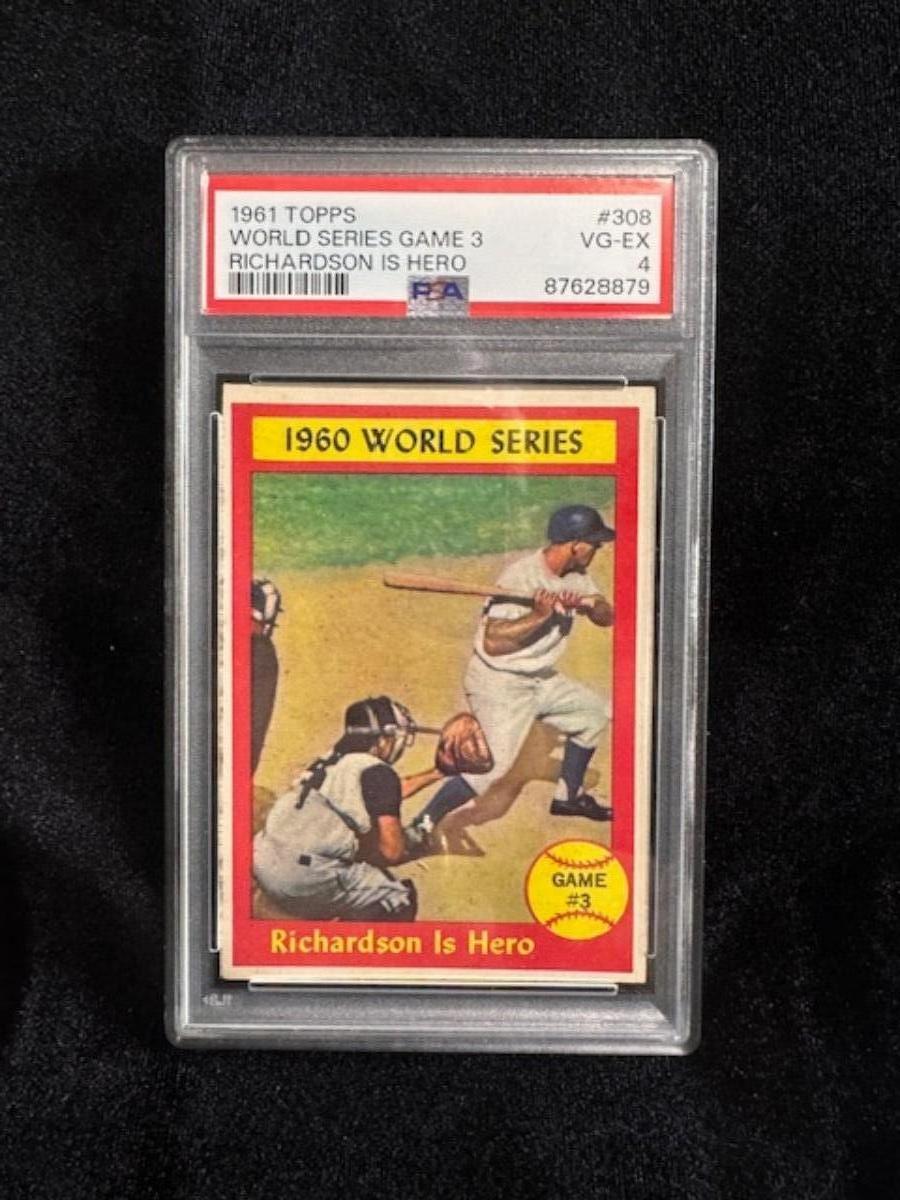 1961 TOPPS #308
WORLD SERIES GAME 3 VG-EX
RICHARDSON IS HERO 4
PSA 87628879
1960 WORLD SERIES
GAME
#3
Richardson Is Hero